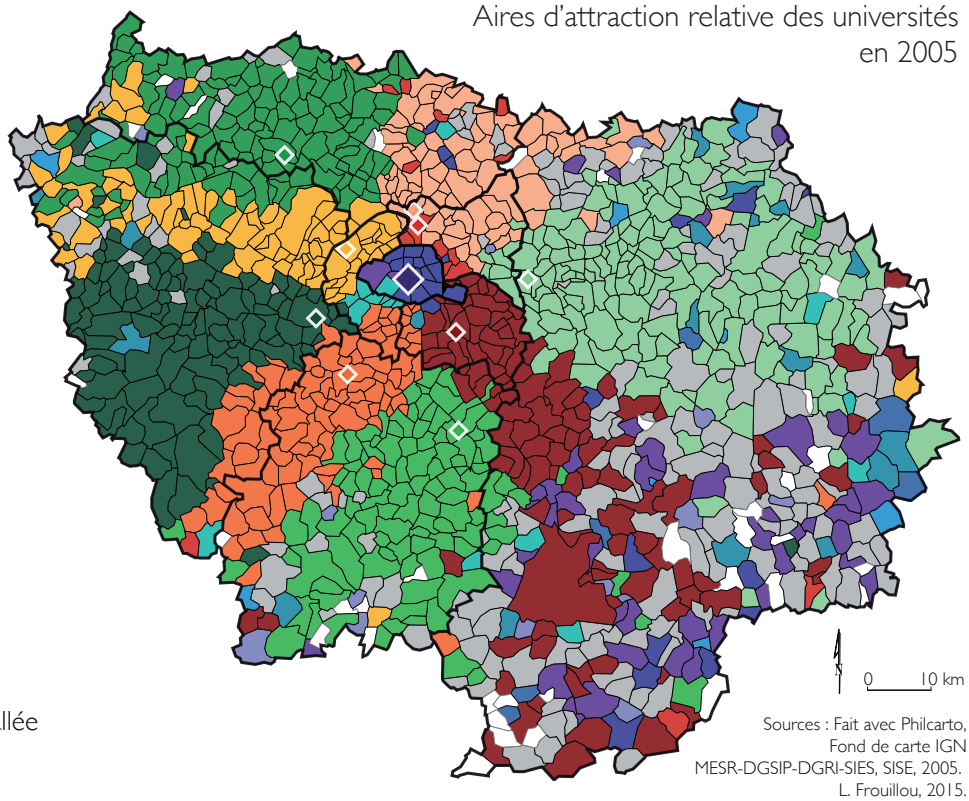 Aires d'attraction relative des universités
en 2005
N
0 10 km
allée
Sources : Fait avec Philcarto,
Fond de carte IGN
MESR-DGSIP-DGRI-SIES, SISE, 2005.
L. Frouillou, 2015.